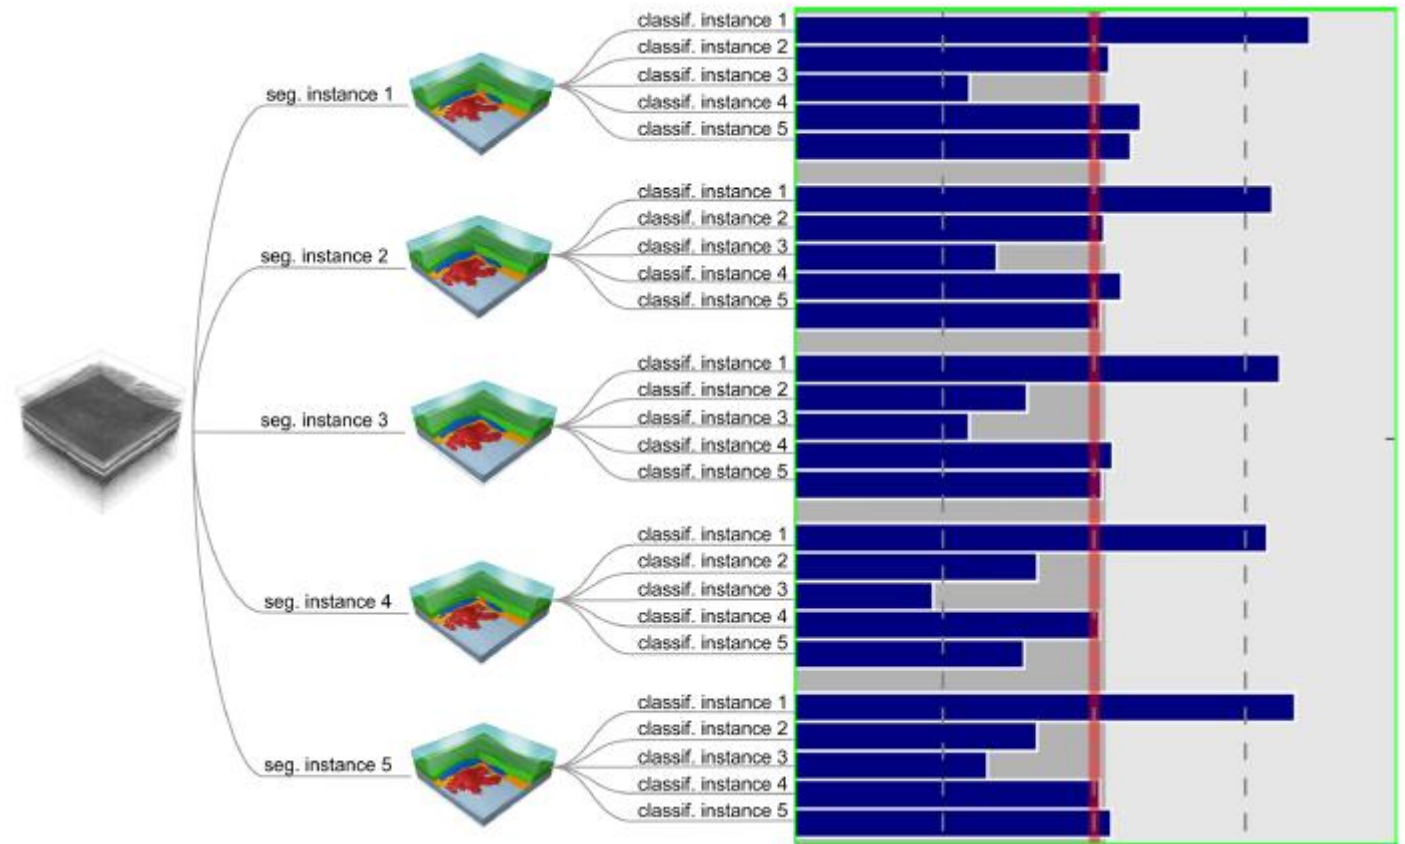 seg. instance 1
classif. instance 1
classif. instance 2
classif. instance 3
classif. instance 4
classif. instance 5
seg. instance 2
classif. instance 1
classif. instance 2
classif. instance 3
classif. instance 4
classif. instance 5
seg. instance 3
classif. instance 1
classif. instance 2
classif. instance 3
classif. instance 4
classif. instance 5
seg. instance 4
classif. instance 1
classif. instance 2
classif. instance 3
classif. instance 4
classif. instance 5
seg. instance 5
classif. instance 1
classif. instance 2
classif. instance 3
classif. instance 4
classif. instance 5